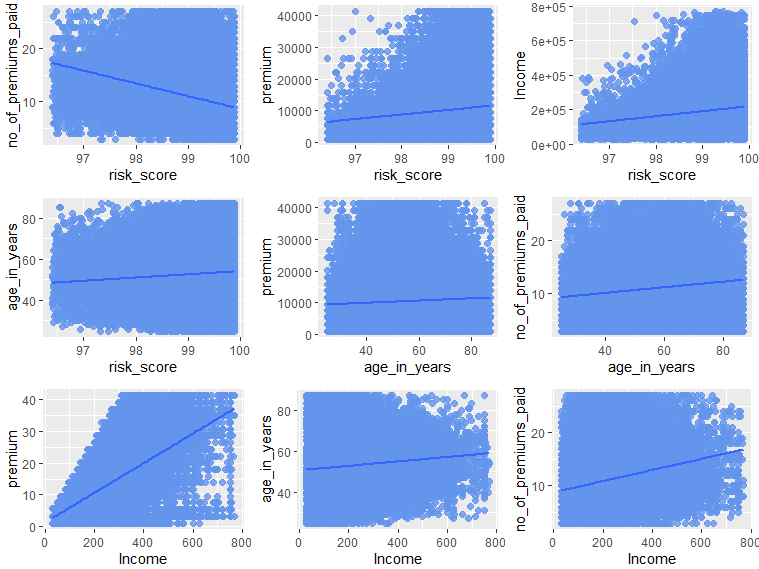 no_of_premiums_paid
20
10
97
98
99
100
risk_score
premium
40000
30000
20000
10000
0
97
98
99
100
risk_score
Income
8e+05
6e+05
4e+05
2e+05
0e+00
97
98
99
100
risk_score
age_in_years
80
60
40
97
98
99
100
risk_score
premium
40000
30000
20000
10000
0
40
60
80
age_in_years
no_of_premiums_paid
20
10
40
60
80
age_in_years
premium
40
30
20
10
0
0
200
400
600
800
Income
age_in_years
80
60
40
0
200
400
600
800
Income
no_of_premiums_paid
20
10
0
200
400
600
800
Income